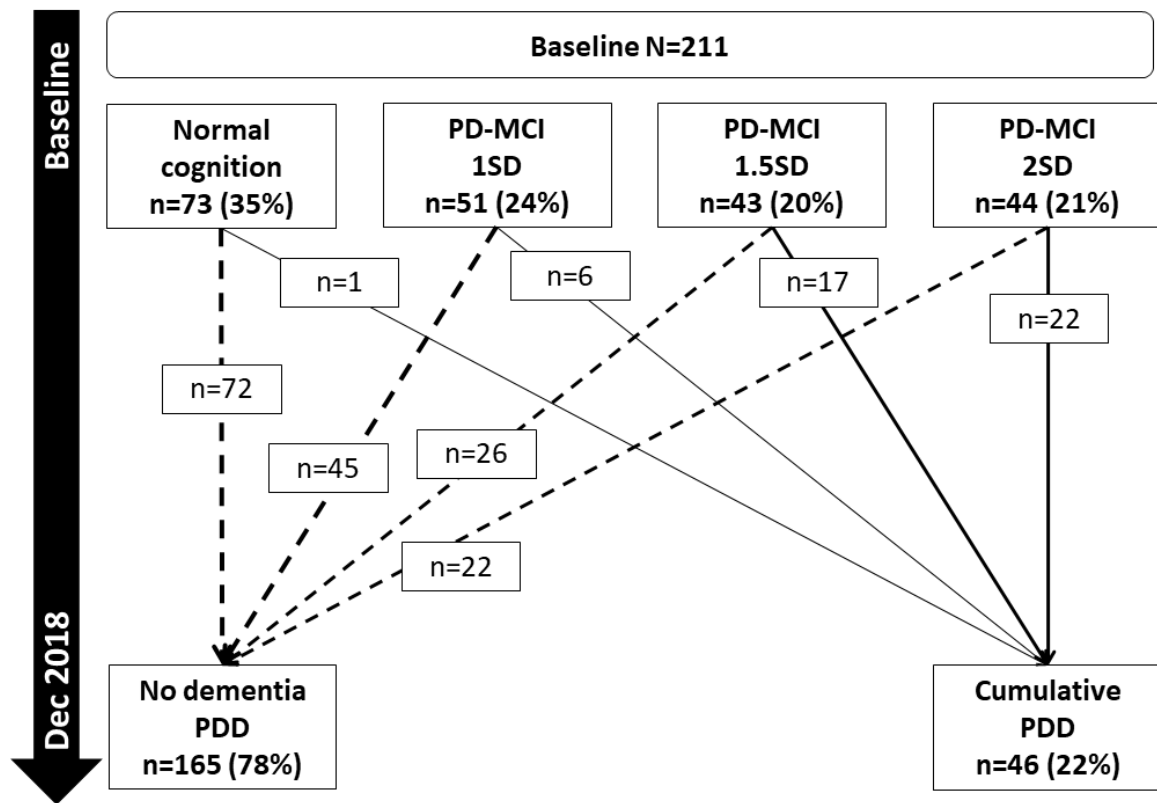 Baseline
Dec 2018
Baseline N=211
Normal
cognition
n=73 (35%)
PD-MCI
1SD
n=51 (24%)
PD-MCI
1.5SD
n=43 (20%)
PD-MCI
2SD
n=44 (21%)
n=1
n=6
n=17
n=22
n=72
n=45
n=26
n=22
No dementia
PDD
n=165 (78%)
Cumulative
PDD
n=46 (22%)